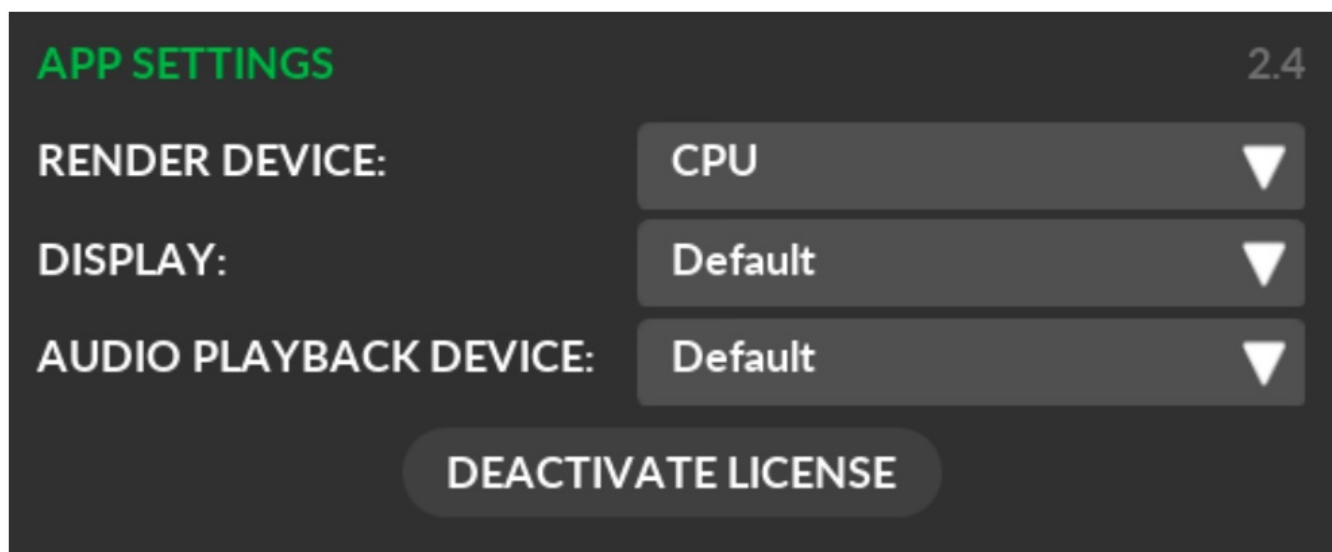 APP SETTINGS 2.4
RENDER DEVICE: CPU
DISPLAY: Default
AUDIO PLAYBACK DEVICE: Default
DEACTIVATE LICENSE